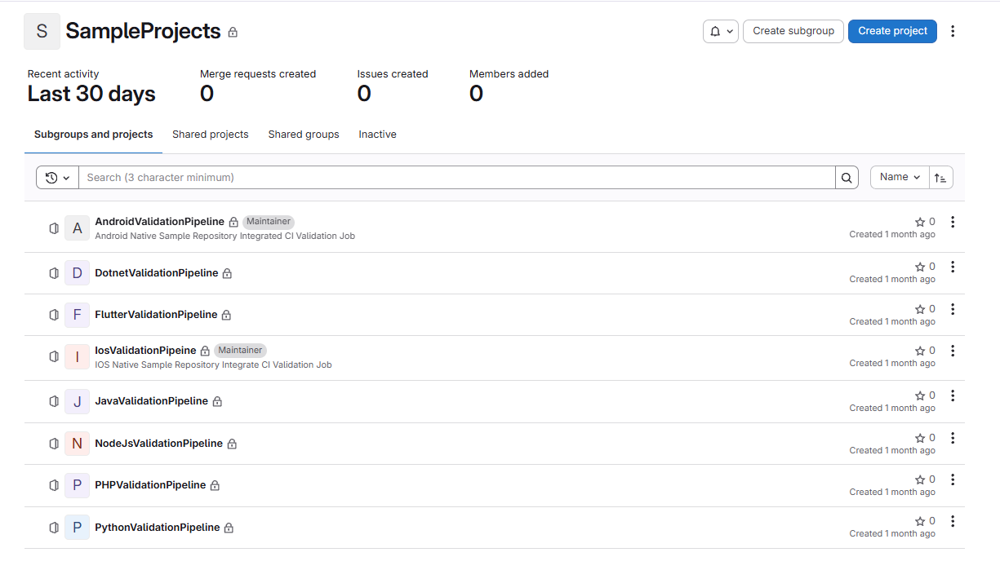 S SampleProjects
Create subgroup
Create project
Recent activity
Last 30 days
Merge requests created
0
Issues created
0
Members added
0
Subgroups and projects Shared projects Shared groups Inactive
Search (3 character minimum)
Name
A AndroidValidationPipeline Maintainer
Android Native Sample Repository Integrated CI Validation Job
0
Created 1 month ago
D DotnetValidationPipeline
0
Created 1 month ago
F FlutterValidationPipeline
0
Created 1 month ago
I IosValidationPipeine Maintainer
IOS Native Sample Repository Integrate CI Validation Job
0
Created 1 month ago
J JavaValidationPipeline
0
Created 1 month ago
N NodeJsValidationPipeline
0
Created 1 month ago
P PHPValidationPipeline
0
Created 1 month ago
P PythonValidationPipeline
0
Created 1 month ago